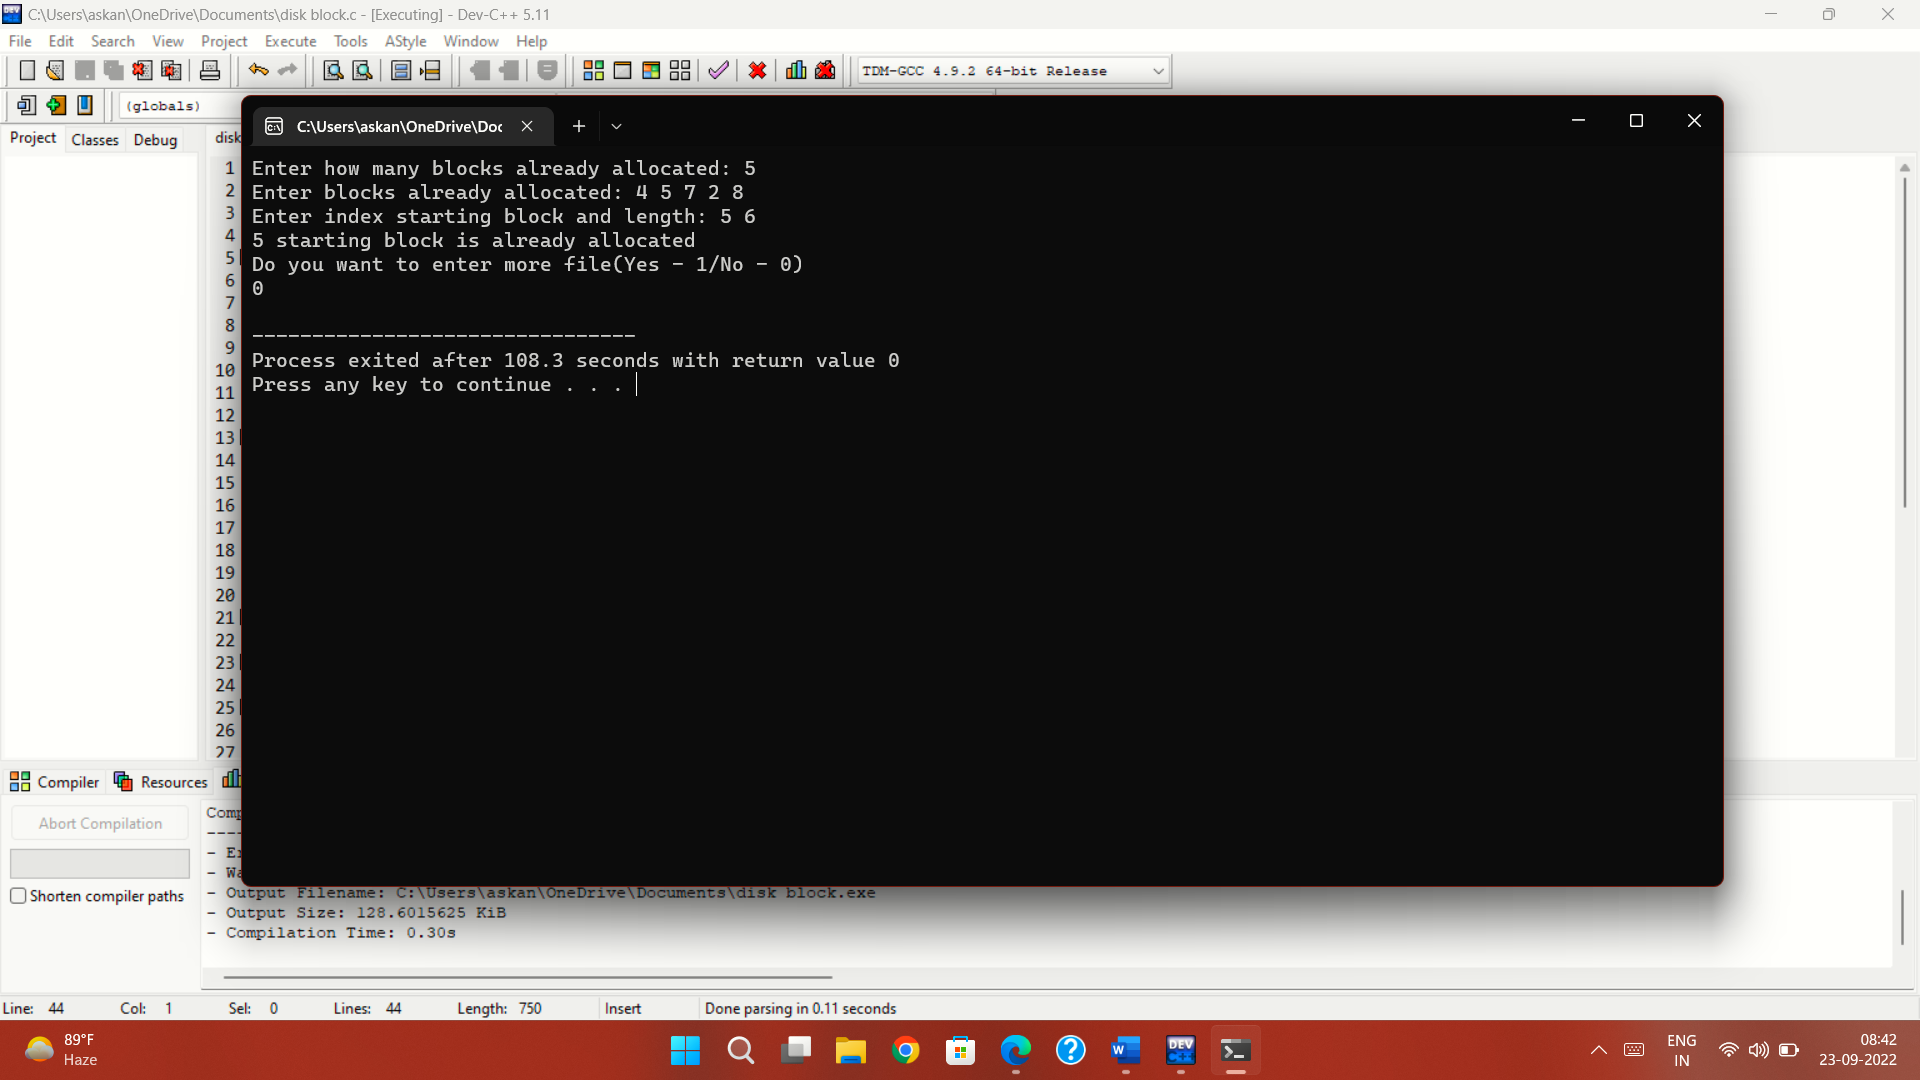 C:\Users\askan\OneDrive\Documents\disk block.c - [Executing] - Dev-C++ 5.11
File Edit Search View Project Execute Tools AStyle Window Help
TDM-GCC 4.9.2 64-bit Release
(globals)
Project Classes Debug
disk
C:\Users\askan\OneDrive\Doc
Enter how many blocks already allocated: 5
Enter blocks already allocated: 4 5 7 2 8
Enter index starting block and length: 5 6
5 starting block is already allocated
Do you want to enter more file(Yes - 1/No - 0)
0
--------------------------------
Process exited after 108.3 seconds with return value 0
Press any key to continue . . .
1
2
3
4
5
6
7
8
9
10
11
12
13
14
15
16
17
18
19
20
21
22
23
24
25
26
27
Compiler Resources
Abort Compilation
Shorten compiler paths
- Output Filename: C:\Users\askan\OneDrive\Documents\disk block.exe
- Output Size: 128.6015625 KiB
- Compilation Time: 0.30s
Line: 44 Col: 1 Sel: 0 Lines: 44 Length: 750 Insert Done parsing in 0.11 seconds
89°F
Haze
DEV
C++
W
ENG
IN
08:42
23-09-2022